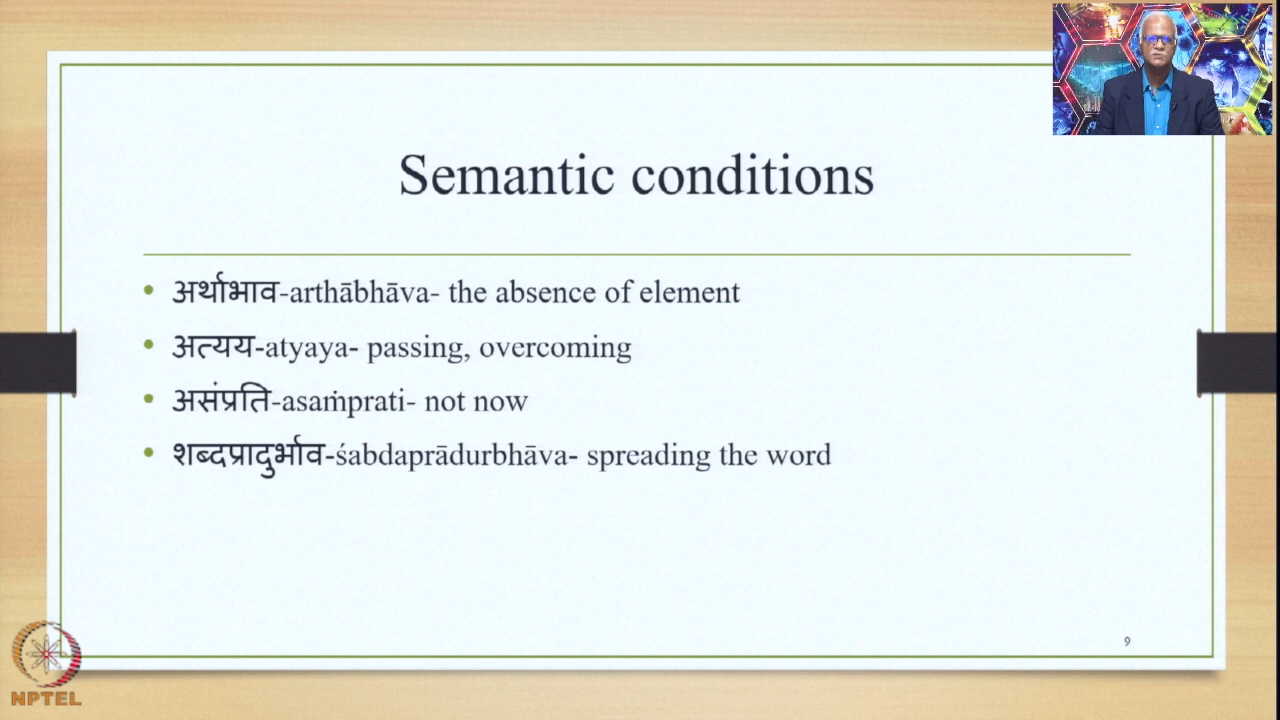 Semantic conditions
• अर्थाभाव-arthābhāva- the absence of element
• अत्यय-atyaya- passing, overcoming
• असंप्रति-asaṁprati- not now
• शब्दप्रादुर्भाव-śabdaprādurbhāva- spreading the word
9
NPTEL